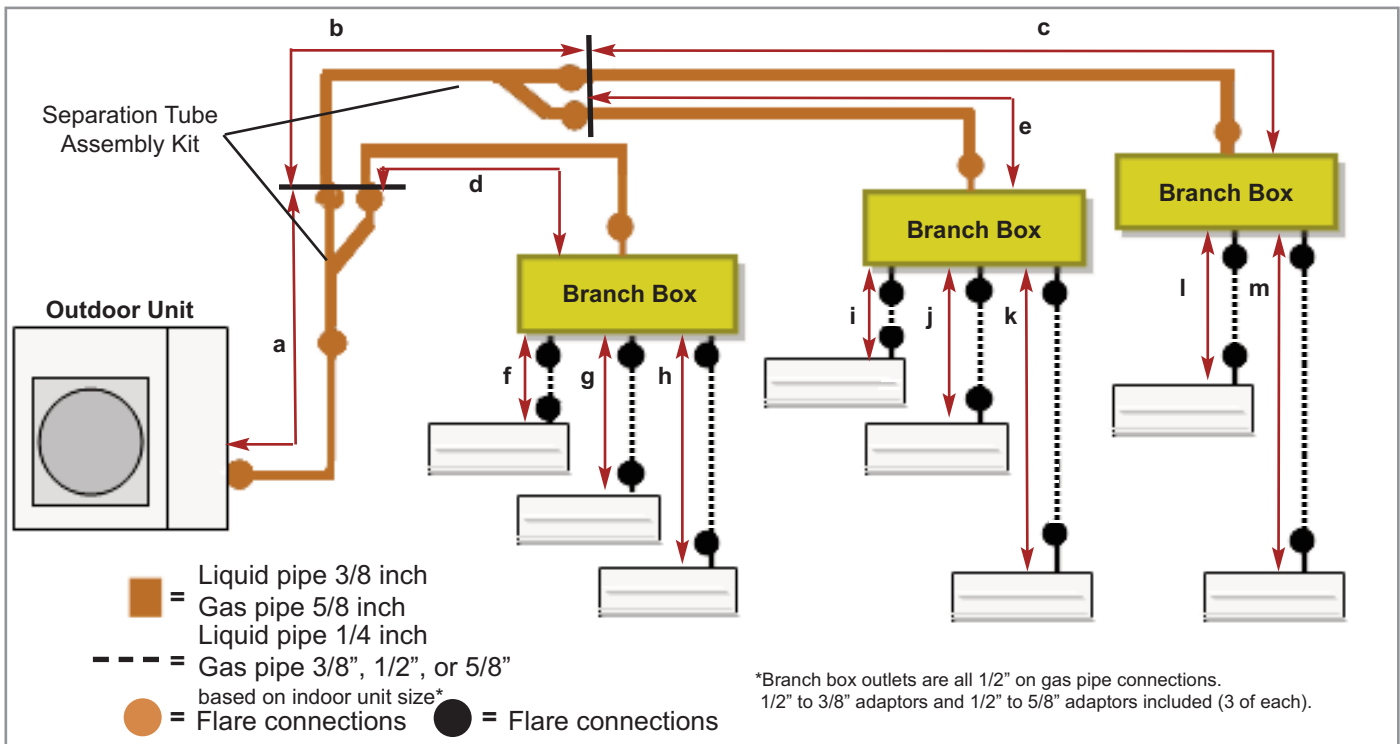 b
c
Separation Tube
Assembly Kit
e
d
Branch Box
Branch Box
Branch Box
Outdoor Unit
a
f
g
h
i
j
k
l
m
= Liquid pipe 3/8 inch
Gas pipe 5/8 inch
Liquid pipe 1/4 inch
= Gas pipe 3/8”, 1/2”, or 5/8”
based on indoor unit size*
= Flare connections
= Flare connections
*Branch box outlets are all 1/2” on gas pipe connections.
1/2” to 3/8” adaptors and 1/2” to 5/8” adaptors included (3 of each).